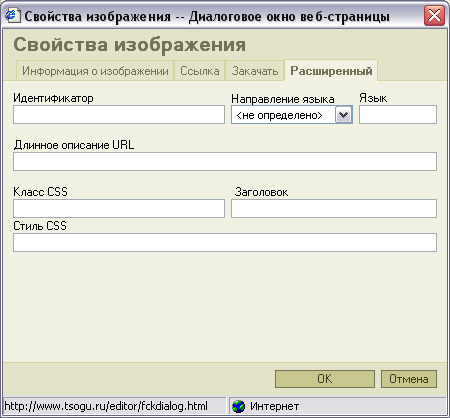 Свойства изображения -- Диалоговое окно веб-страницы
Свойства изображения
Информация о изображении Ссылка Закачать Расширенный
Идентификатор Направление языка Язык
<не определено>
Длинное описание URL
Класс CSS Заголовок
Стиль CSS
OK Отмена
http://www.tsogu.ru/editor/fckdialog.html Интернет